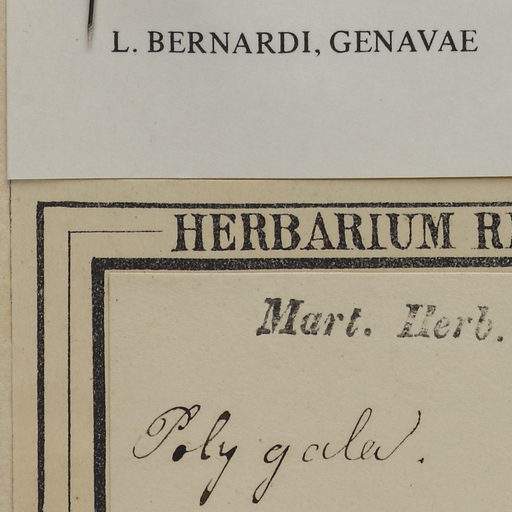 L. BERNARDI, GENAVAE
HERBARIUM
Mart. Herb.
Polygala.